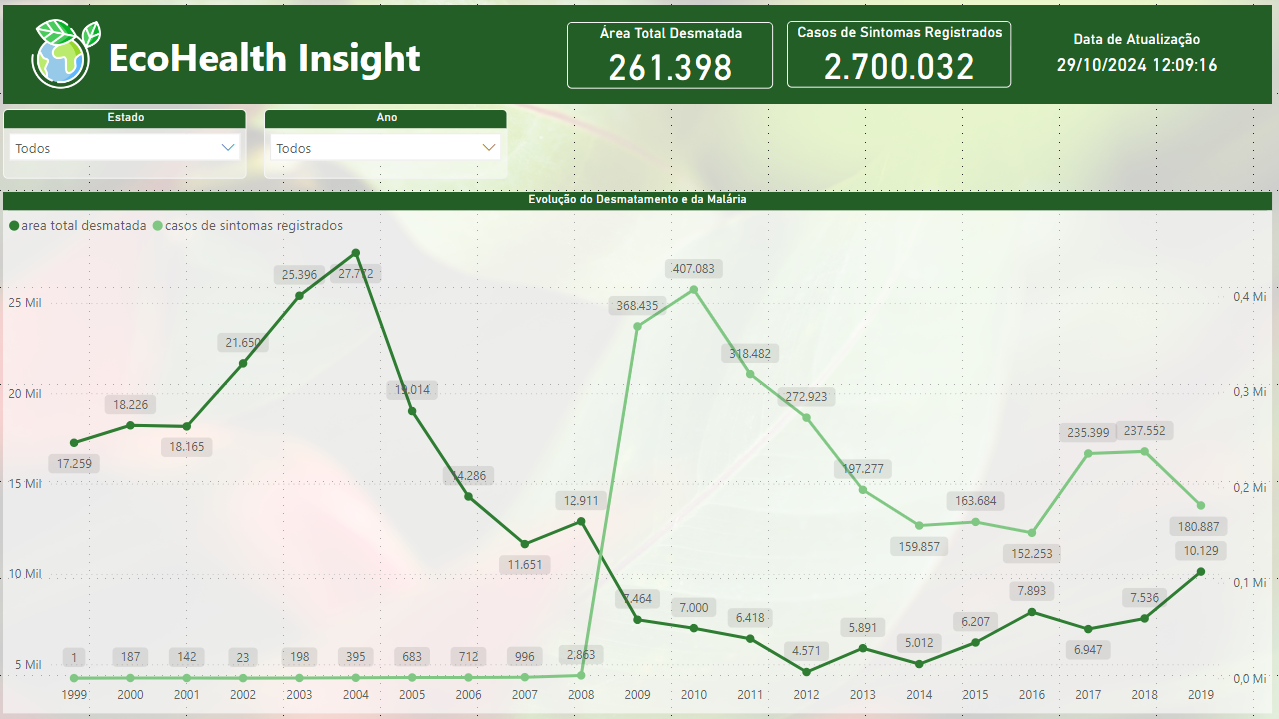 EcoHealth Insight
Área Total Desmatada
261.398
Casos de Sintomas Registrados
2.700.032
Data de Atualização
29/10/2024 12:09:16
Estado
Todos
Ano
Todos
Evolução do Desmatamento e da Malária
area total desmatada casos de sintomas registrados
25 Mil
20 Mil
15 Mil
10 Mil
5 Mil
0,4 Mi
0,3 Mi
0,2 Mi
0,1 Mi
0,0 Mi
17.259
18.226
18.165
21.650
25.396
27.772
19.014
14.286
11.651
12.911
7.464
7.000
6.418
4.571
5.891
5.012
6.207
7.893
6.947
7.536
10.129
1
187
142
23
198
395
683
712
996
2.863
368.435
407.083
318.482
272.923
197.277
159.857
163.684
152.253
235.399
237.552
180.887
1999 2000 2001 2002 2003 2004 2005 2006 2007 2008 2009 2010 2011 2012 2013 2014 2015 2016 2017 2018 2019